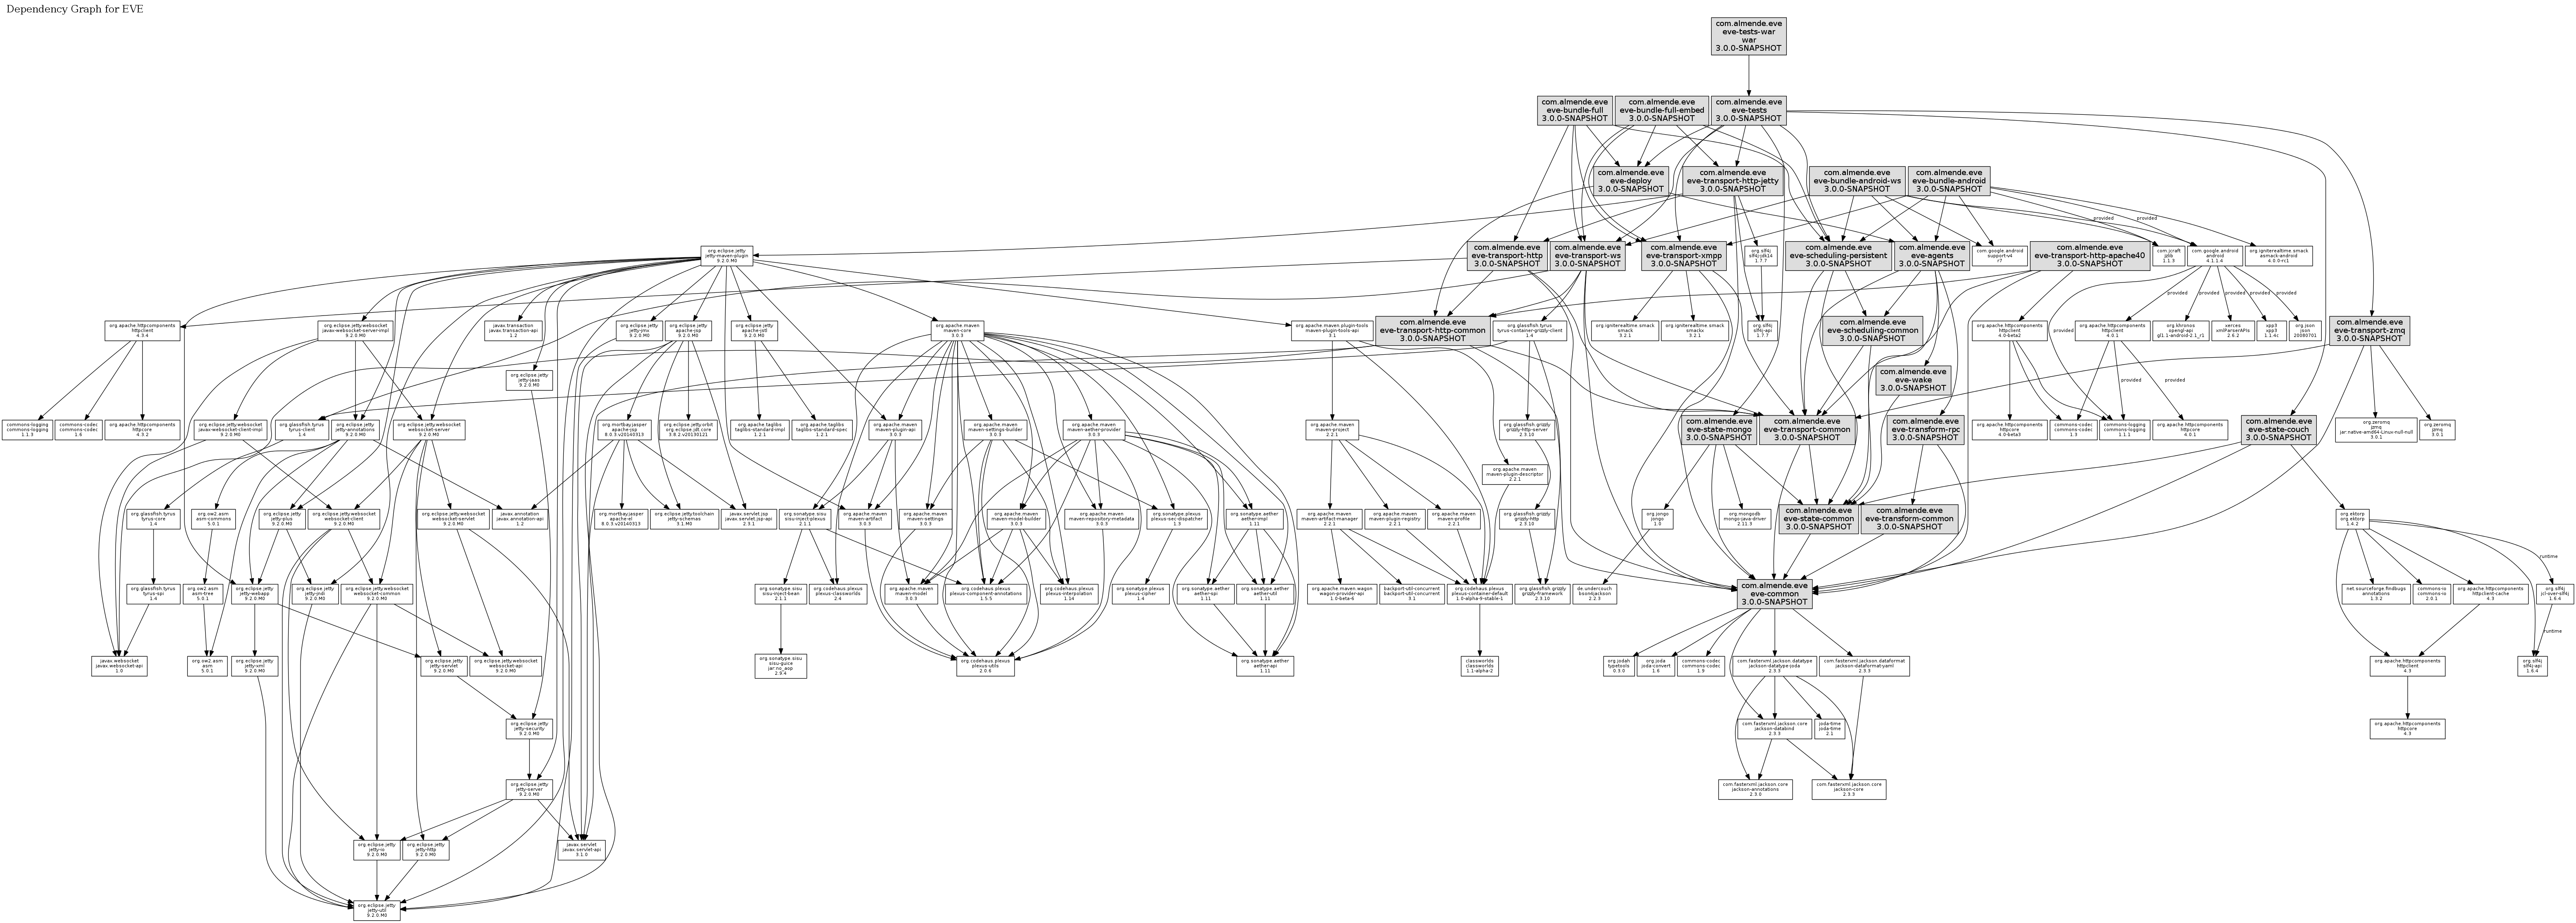 Dependency Graph for EVE
com.almende.eve
eve-tests-war
war
3.0.0-SNAPSHOT
com.almende.eve
eve-bundle-full
3.0.0-SNAPSHOT
com.almende.eve
eve-bundle-full-embed
3.0.0-SNAPSHOT
com.almende.eve
eve-tests
3.0.0-SNAPSHOT
com.almende.eve
eve-deploy
3.0.0-SNAPSHOT
com.almende.eve
eve-transport-http-jetty
3.0.0-SNAPSHOT
com.almende.eve
eve-bundle-android-ws
3.0.0-SNAPSHOT
com.almende.eve
eve-bundle-android
3.0.0-SNAPSHOT
provided
provided
org.eclipse.jetty
jetty-maven-plugin
9.2.0.M0
com.almende.eve
eve-transport-http
3.0.0-SNAPSHOT
com.almende.eve
eve-transport-ws
3.0.0-SNAPSHOT
com.almende.eve
eve-transport-xmpp
3.0.0-SNAPSHOT
org.slf4j
slf4j-jdk14
1.7.7
com.almende.eve
eve-scheduling-persistent
3.0.0-SNAPSHOT
com.almende.eve
eve-agents
3.0.0-SNAPSHOT
com.google.android
support-v4
r7
com.almende.eve
eve-transport-http-apache40
3.0.0-SNAPSHOT
com.jcraft
jzlib
1.1.3
com.google.android
android
4.1.1.4
org.igniterealtime.smack
asmack-android
4.0.0-rc1
provided
provided
provided
provided
provided
provided
org.apache.httpcomponents
httpclient
4.3.4
org.eclipse.jetty.websocket
javax-websocket-server-impl
9.2.0.M0
javax.transaction
javax.transaction-api
1.2
org.eclipse.jetty
jetty-jmx
9.2.0.M0
org.eclipse.jetty
apache-jsp
9.2.0.M0
org.eclipse.jetty
apache-jstl
9.2.0.M0
org.apache.maven
maven-core
3.0.3
org.apache.maven.plugin-tools
maven-plugin-tools-api
3.1
com.almende.eve
eve-transport-http-common
3.0.0-SNAPSHOT
org.glassfish.tyrus
tyrus-container-grizzly-client
1.4
org.igniterealtime.smack
smack
3.2.1
org.igniterealtime.smack
smackx
3.2.1
org.slf4j
slf4j-api
1.7.7
com.almende.eve
eve-scheduling-common
3.0.0-SNAPSHOT
org.apache.httpcomponents
httpclient
4.0-beta2
org.apache.httpcomponents
httpclient
4.0.1
org.khronos
opengl-api
gl1.1-android-2.1_r1
xerces
xmlParserAPIs
2.6.2
xpp3
xpp3
1.1.4c
org.json
json
20080701
com.almende.eve
eve-transport-zmq
3.0.0-SNAPSHOT
org.eclipse.jetty
jetty-jaas
9.2.0.M0
com.almende.eve
eve-wake
3.0.0-SNAPSHOT
provided
provided
commons-logging
commons-logging
1.1.3
commons-codec
commons-codec
1.6
org.apache.httpcomponents
httpcore
4.3.2
org.eclipse.jetty.websocket
javax-websocket-client-impl
9.2.0.M0
org.glassfish.tyrus
tyrus-client
1.4
org.eclipse.jetty
jetty-annotations
9.2.0.M0
org.eclipse.jetty.websocket
websocket-server
9.2.0.M0
org.mortbay.jasper
apache-jsp
8.0.3.v20140313
org.eclipse.jetty.orbit
org.eclipse.jdt.core
3.8.2.v20130121
org.apache.taglibs
taglibs-standard-impl
1.2.1
org.apache.taglibs
taglibs-standard-spec
1.2.1
org.apache.maven
maven-plugin-api
3.0.3
org.apache.maven
maven-settings-builder
3.0.3
org.apache.maven
maven-aether-provider
3.0.3
org.apache.maven
maven-project
2.2.1
org.glassfish.grizzly
grizzly-http-server
2.3.10
com.almende.eve
eve-state-mongo
3.0.0-SNAPSHOT
com.almende.eve
eve-transport-common
3.0.0-SNAPSHOT
com.almende.eve
eve-transform-rpc
3.0.0-SNAPSHOT
org.apache.httpcomponents
httpcore
4.0-beta3
commons-codec
commons-codec
1.3
commons-logging
commons-logging
1.1.1
org.apache.httpcomponents
httpcore
4.0.1
com.almende.eve
eve-state-couch
3.0.0-SNAPSHOT
org.zeromq
jzmq
jar:native-amd64-Linux-null-null
3.0.1
org.zeromq
jzmq
3.0.1
org.apache.maven
maven-plugin-descriptor
2.2.1
org.glassfish.tyrus
tyrus-core
1.4
org.ow2.asm
asm-commons
5.0.1
org.eclipse.jetty
jetty-plus
9.2.0.M0
org.eclipse.jetty.websocket
websocket-client
9.2.0.M0
org.eclipse.jetty.websocket
websocket-servlet
9.2.0.M0
javax.annotation
javax.annotation-api
1.2
org.mortbay.jasper
apache-el
8.0.3.v20140313
org.eclipse.jetty.toolchain
jetty-schemas
3.1.M0
javax.servlet.jsp
javax.servlet.jsp-api
2.3.1
org.sonatype.sisu
sisu-inject-plexus
2.1.1
org.apache.maven
maven-artifact
3.0.3
org.apache.maven
maven-settings
3.0.3
org.apache.maven
maven-model-builder
3.0.3
org.apache.maven
maven-repository-metadata
3.0.3
org.sonatype.plexus
plexus-sec-dispatcher
1.3
org.sonatype.aether
aether-impl
1.11
org.apache.maven
maven-artifact-manager
2.2.1
org.apache.maven
maven-plugin-registry
2.2.1
org.apache.maven
maven-profile
2.2.1
org.glassfish.grizzly
grizzly-http
2.3.10
org.jongo
jongo
1.0
org.mongodb
mongo-java-driver
2.11.3
com.almende.eve
eve-state-common
3.0.0-SNAPSHOT
com.almende.eve
eve-transform-common
3.0.0-SNAPSHOT
org.ektorp
org.ektorp
1.4.2
runtime
org.glassfish.tyrus
tyrus-spi
1.4
org.ow2.asm
asm-tree
5.0.1
org.eclipse.jetty
jetty-webapp
9.2.0.M0
org.eclipse.jetty
jetty-jndi
9.2.0.M0
org.eclipse.jetty.websocket
websocket-common
9.2.0.M0
org.sonatype.sisu
sisu-inject-bean
2.1.1
org.codehaus.plexus
plexus-classworlds
2.4
org.apache.maven
maven-model
3.0.3
org.codehaus.plexus
plexus-component-annotations
1.5.5
org.codehaus.plexus
plexus-interpolation
1.14
org.sonatype.plexus
plexus-cipher
1.4
org.sonatype.aether
aether-spi
1.11
org.sonatype.aether
aether-util
1.11
org.apache.maven.wagon
wagon-provider-api
1.0-beta-6
backport-util-concurrent
backport-util-concurrent
3.1
org.codehaus.plexus
plexus-container-default
1.0-alpha-9-stable-1
org.glassfish.grizzly
grizzly-framework
2.3.10
de.undercouch
bson4jackson
2.2.3
com.almende.eve
eve-common
3.0.0-SNAPSHOT
net.sourceforge.findbugs
annotations
1.3.2
commons-io
commons-io
2.0.1
org.apache.httpcomponents
httpclient-cache
4.3
org.slf4j
jcl-over-slf4j
1.6.4
runtime
javax.websocket
javax.websocket-api
1.0
org.ow2.asm
asm
5.0.1
org.eclipse.jetty
jetty-xml
9.2.0.M0
org.eclipse.jetty
jetty-servlet
9.2.0.M0
org.eclipse.jetty.websocket
websocket-api
9.2.0.M0
org.sonatype.sisu
sisu-guice
jar:no_aop
2.9.4
org.codehaus.plexus
plexus-utils
2.0.6
org.sonatype.aether
aether-api
1.11
classworlds
classworlds
1.1-alpha-2
org.jodah
typetools
0.3.0
org.joda
joda-convert
1.6
commons-codec
commons-codec
1.9
com.fasterxml.jackson.datatype
jackson-datatype-joda
2.3.3
com.fasterxml.jackson.dataformat
jackson-dataformat-yaml
2.3.3
org.apache.httpcomponents
httpclient
4.3
org.slf4j
slf4j-api
1.6.4
org.eclipse.jetty
jetty-security
9.2.0.M0
com.fasterxml.jackson.core
jackson-databind
2.3.3
joda-time
joda-time
2.1
org.apache.httpcomponents
httpcore
4.3
org.eclipse.jetty
jetty-server
9.2.0.M0
com.fasterxml.jackson.core
jackson-annotations
2.3.0
com.fasterxml.jackson.core
jackson-core
2.3.3
org.eclipse.jetty
jetty-io
9.2.0.M0
org.eclipse.jetty
jetty-http
9.2.0.M0
javax.servlet
javax.servlet-api
3.1.0
org.eclipse.jetty
jetty-util
9.2.0.M0